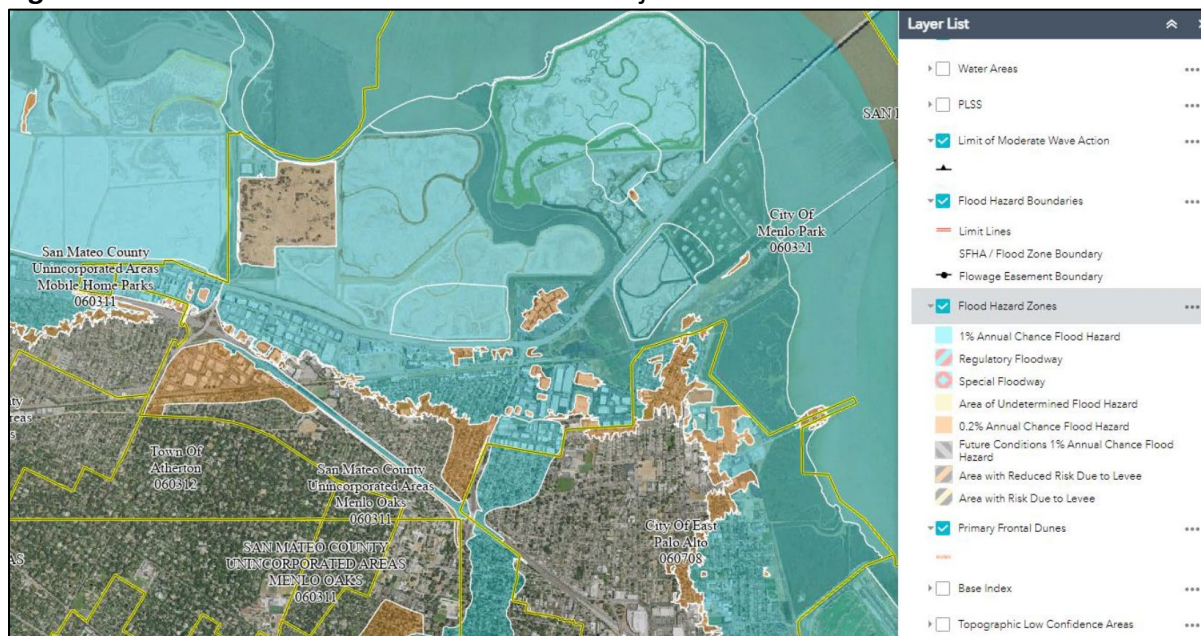 Layer List
Water Areas
PLSS
Limit of Moderate Wave Action
Flood Hazard Boundaries
Limit Lines
SFHA / Flood Zone Boundary
Flowage Easement Boundary
Flood Hazard Zones
1% Annual Chance Flood Hazard
Regulatory Floodway
Special Floodway
Area of Undetermined Flood Hazard
0.2% Annual Chance Flood Hazard
Future Conditions 1% Annual Chance Flood
Hazard
Area with Reduced Risk Due to Levee
Area with Risk Due to Levee
Primary Frontal Dunes
Base Index
Topographic Low Confidence Areas
SAN
City Of
Menlo Park
060321
San Mateo County
Unincorporated Areas
Mobile Home Parks
060311
Town Of
Atherton
060312
San Mateo County
Unincorporated Areas
Menlo Oaks
060311
SAN MATEO COUNTY
UNINCORPORATED AREAS
MENLO OAKS
060311
City Of East
Palo Alto
060708